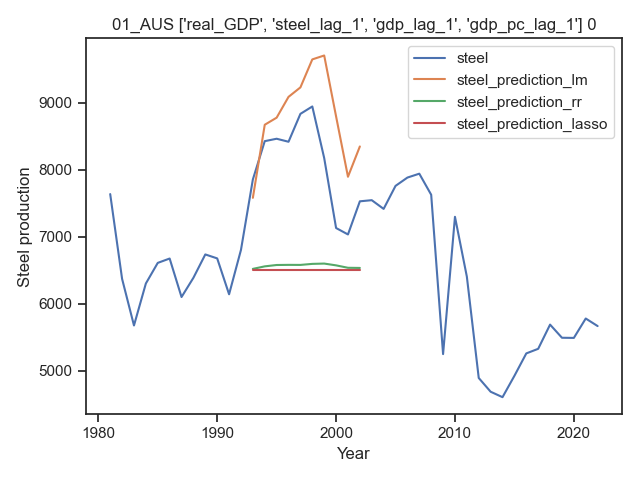 01_AUS ['real_GDP', 'steel_lag_1', 'gdp_lag_1', 'gdp_pc_lag_1'] 0
steel
steel_prediction_lm
steel_prediction_rr
steel_prediction_lasso
9000
8000
7000
6000
5000
Steel production
1980
1990
2000
2010
2020
Year